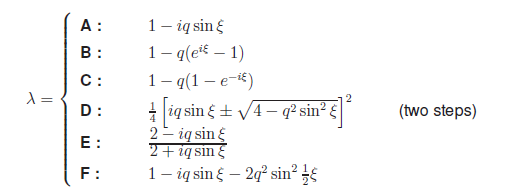 A : 1 − iq sin ξ
B : 1 − q(e^{iξ} − 1)
C : 1 − q(1 − e^{−iξ})
λ = { D : 1/4 [iq sin ξ ± √(4 − q² sin² ξ)]² (two steps)
E : (2 − iq sin ξ)/(2 + iq sin ξ)
F : 1 − iq sin ξ − 2q² sin² ½ξ